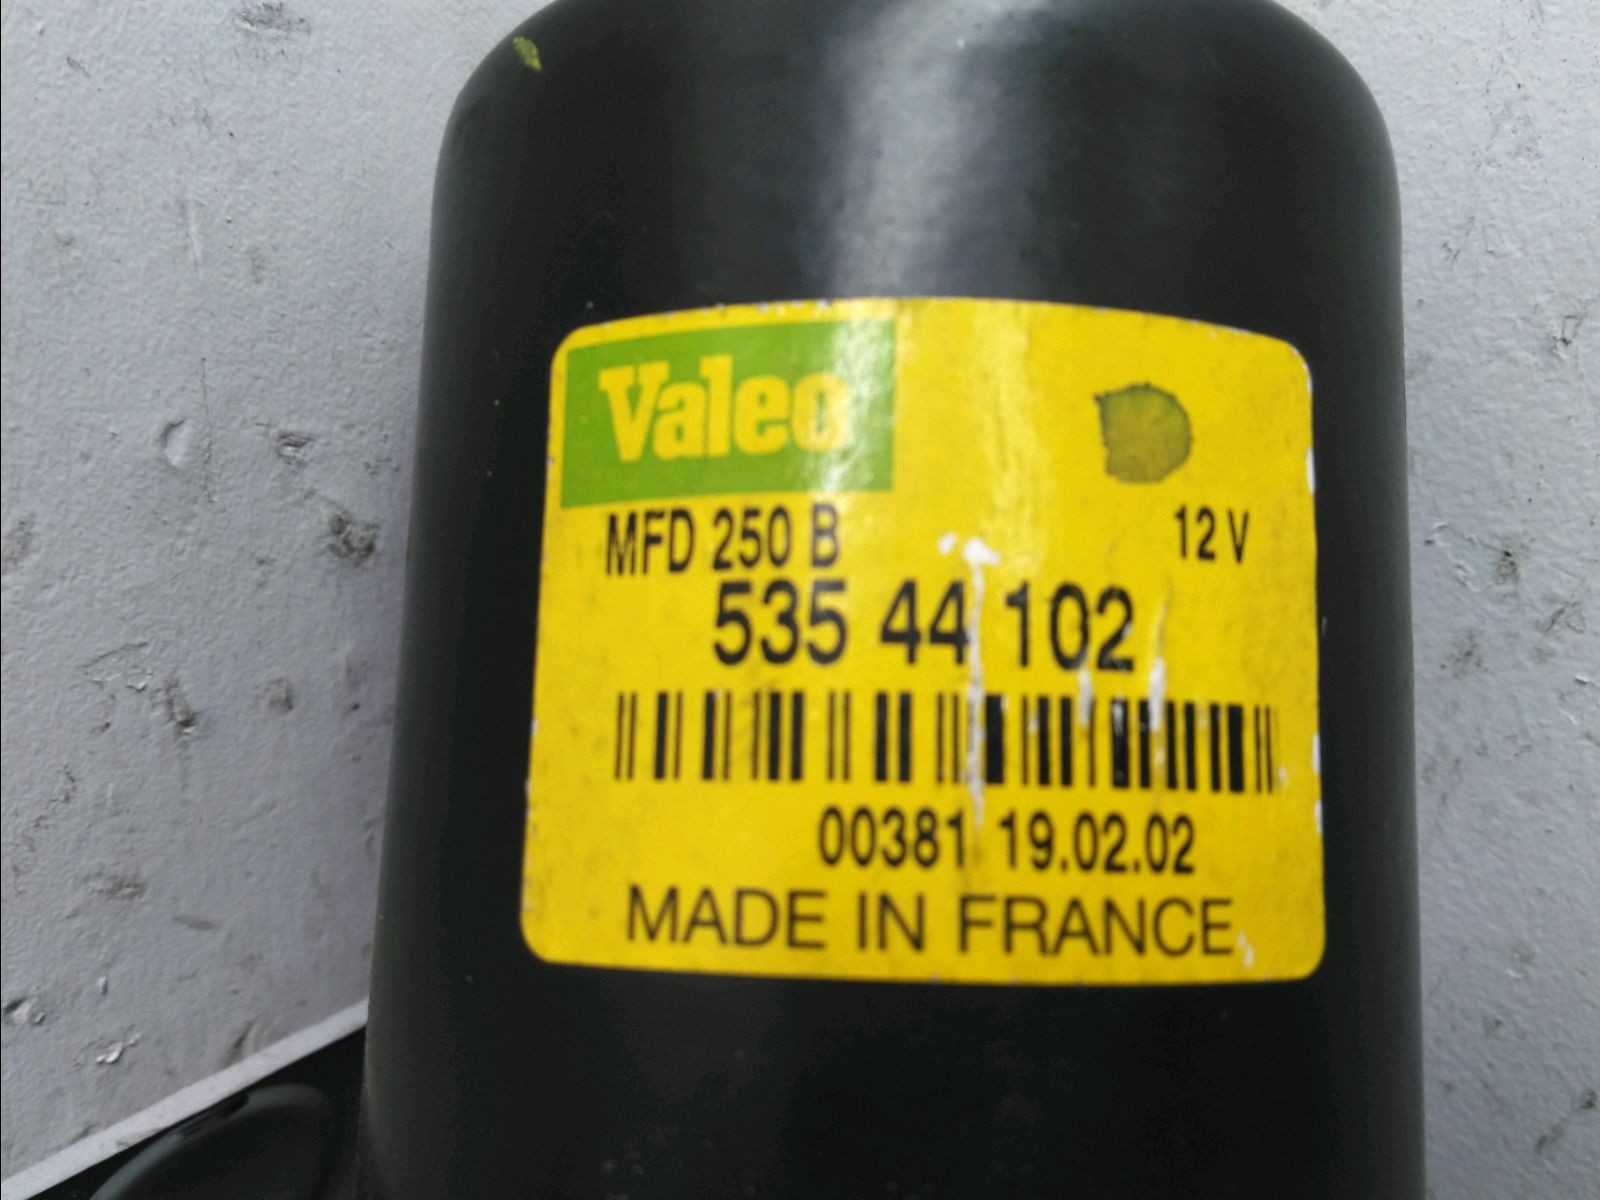 Valeo
MFD 250 B 12 V
535 44 102
00381 19.02.02
MADE IN FRANCE